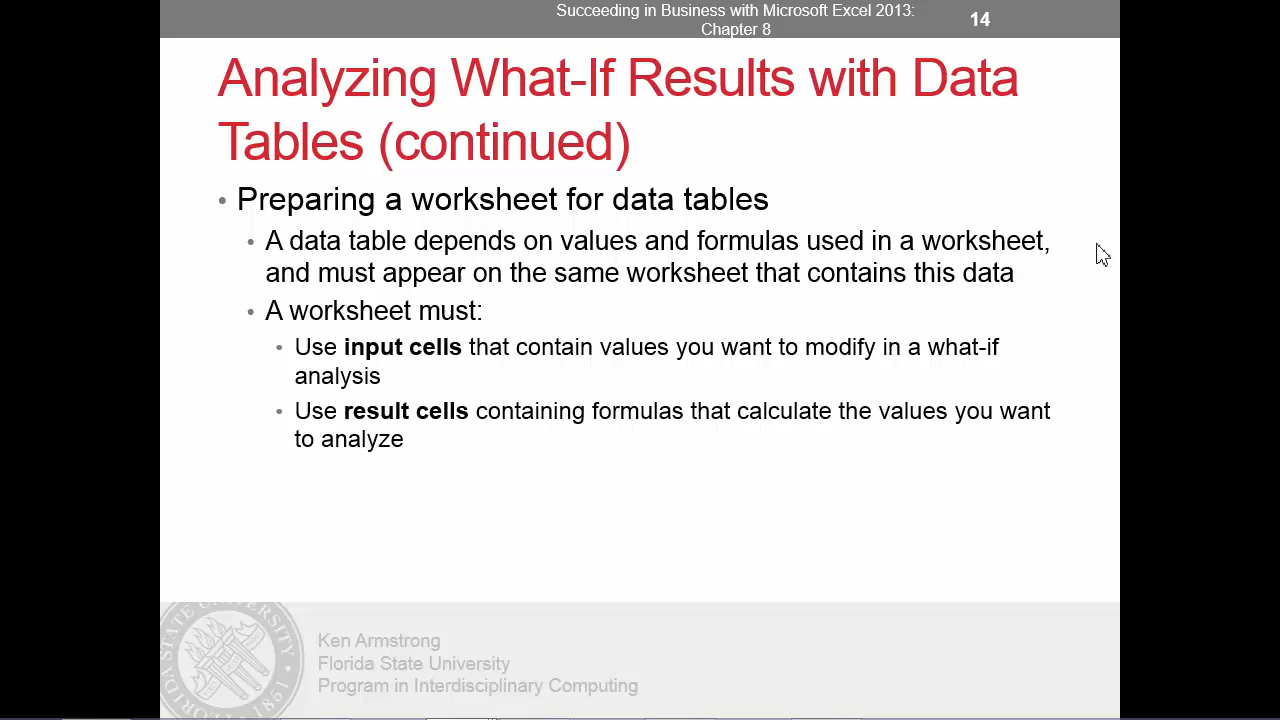 Succeeding in Business with Microsoft Excel 2013:
Chapter 8
14
Analyzing What-If Results with Data
Tables (continued)
• Preparing a worksheet for data tables
• A data table depends on values and formulas used in a worksheet,
and must appear on the same worksheet that contains this data
• A worksheet must:
• Use input cells that contain values you want to modify in a what-if
analysis
• Use result cells containing formulas that calculate the values you want
to analyze
Ken Armstrong
Florida State University
Program in Interdisciplinary Computing